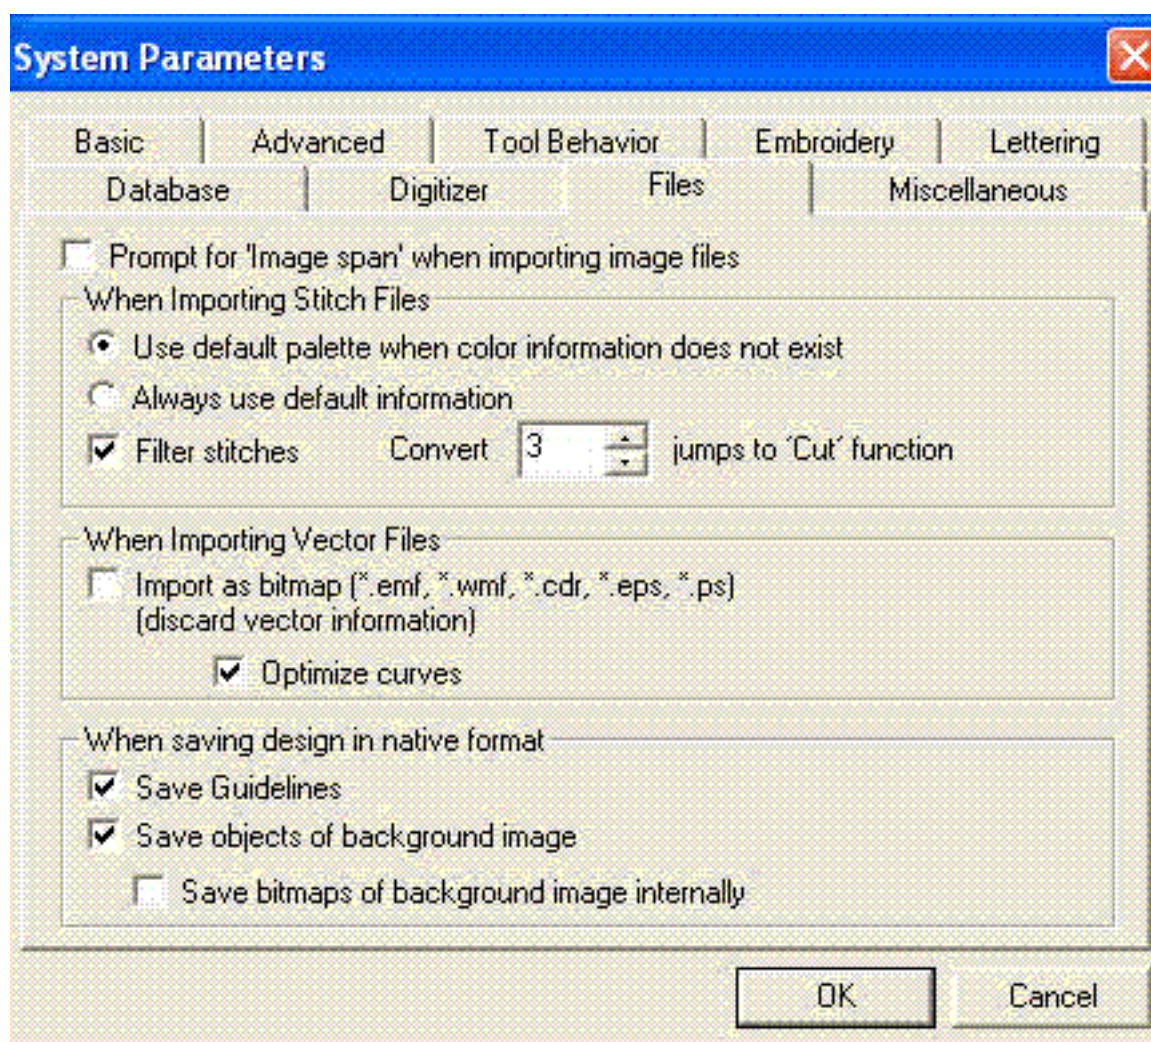 System Parameters
Basic Advanced Tool Behavior Embroidery Lettering
Database Digitizer Files Miscellaneous
Prompt for 'Image span' when importing image files
When Importing Stitch Files
Use default palette when color information does not exist
Always use default information
Filter stitches Convert 3 jumps to ´Cut´ function
When Importing Vector Files
Import as bitmap (*.emf, *.wmf, *.cdr, *.eps, *.ps)
(discard vector information)
Optimize curves
When saving design in native format
Save Guidelines
Save objects of background image
Save bitmaps of background image internally
OK Cancel